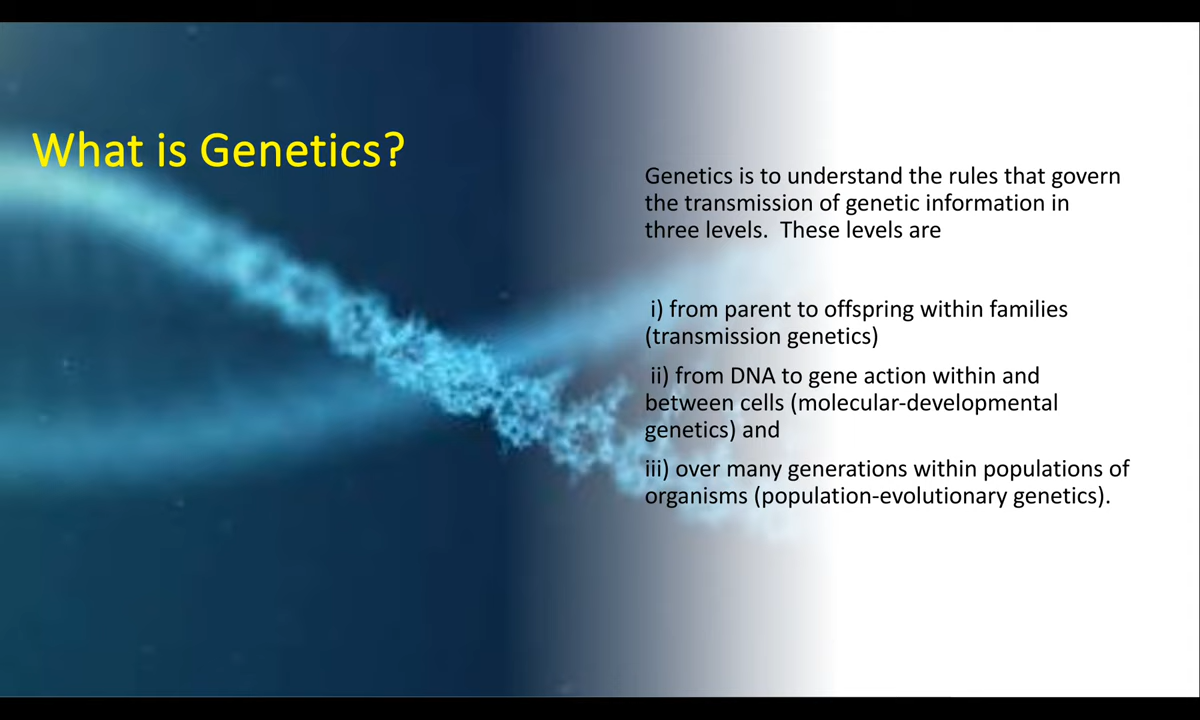 What is Genetics?
Genetics is to understand the rules that govern
the transmission of genetic information in
three levels.  These levels are
i) from parent to offspring within families
(transmission genetics)
ii) from DNA to gene action within and
between cells (molecular-developmental
genetics) and
iii) over many generations within populations of
organisms (population-evolutionary genetics).